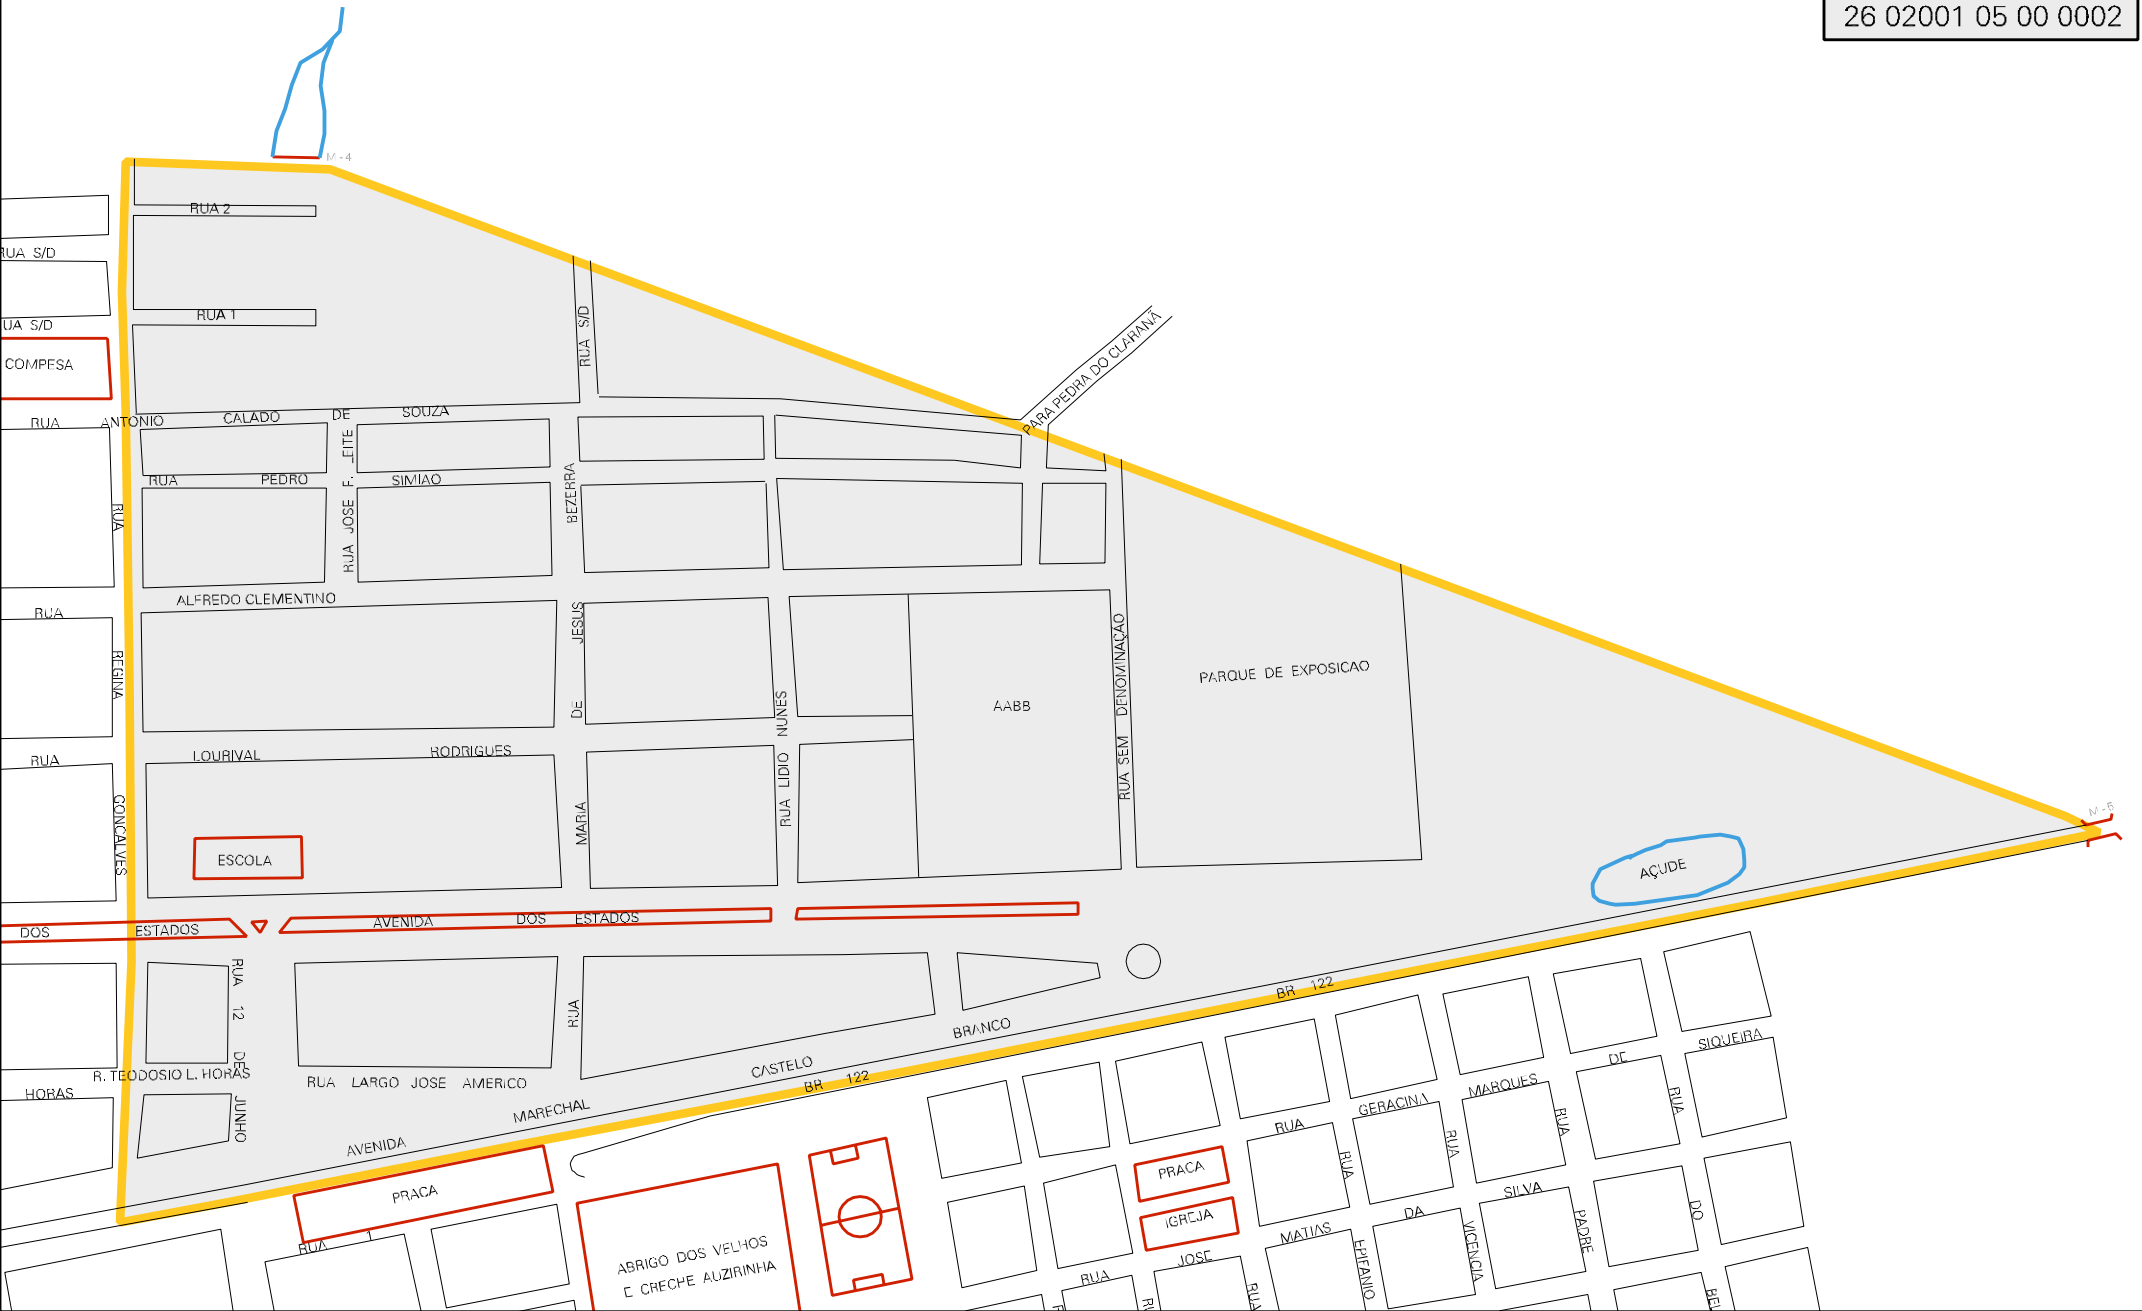 26 02001 05 00 0002
M-4
RUA 2
RUA S/D
RUA 1
UA S/D
RUA S/D
COMPESA
PARA PEDRA DO CLARANÃ
RUA ANTONIO CALADO DE SOUZA
RUA PEDRO SIMIAO
RUA JOSE F. LEITE
RUA ALFREDO CLEMENTINO
RUA REGINA GONCALVES
RUA MARIA DE JESUS BEZERRA
RUA LIDIO NUNES
RUA SEM DENOMINAÇAO
PARQUE DE EXPOSICAO
AABB
RUA LOURIVAL RODRIGUES
ESCOLA
M-5
AÇUDE
DOS ESTADOS
AVENIDA DOS ESTADOS
RUA 12 DE JUNHO
R. TEODOSIO L. HORAS
HORAS
RUA LARGO JOSE AMERICO
AVENIDA MARECHAL CASTELO BRANCO
BR 122
BR 122
PRACA
RUA 1
ABRIGO DOS VELHOS
E CRECHE AUZIRINHA
PRACA
IGREJA
RUA GERACINA MARQUES DE SIQUEIRA
RUA JOSE MATIAS DA SILVA
RUA EPIFANIO
RUA VICENCIA
RUA PADRE
RUA DO BEL
RUA
RU